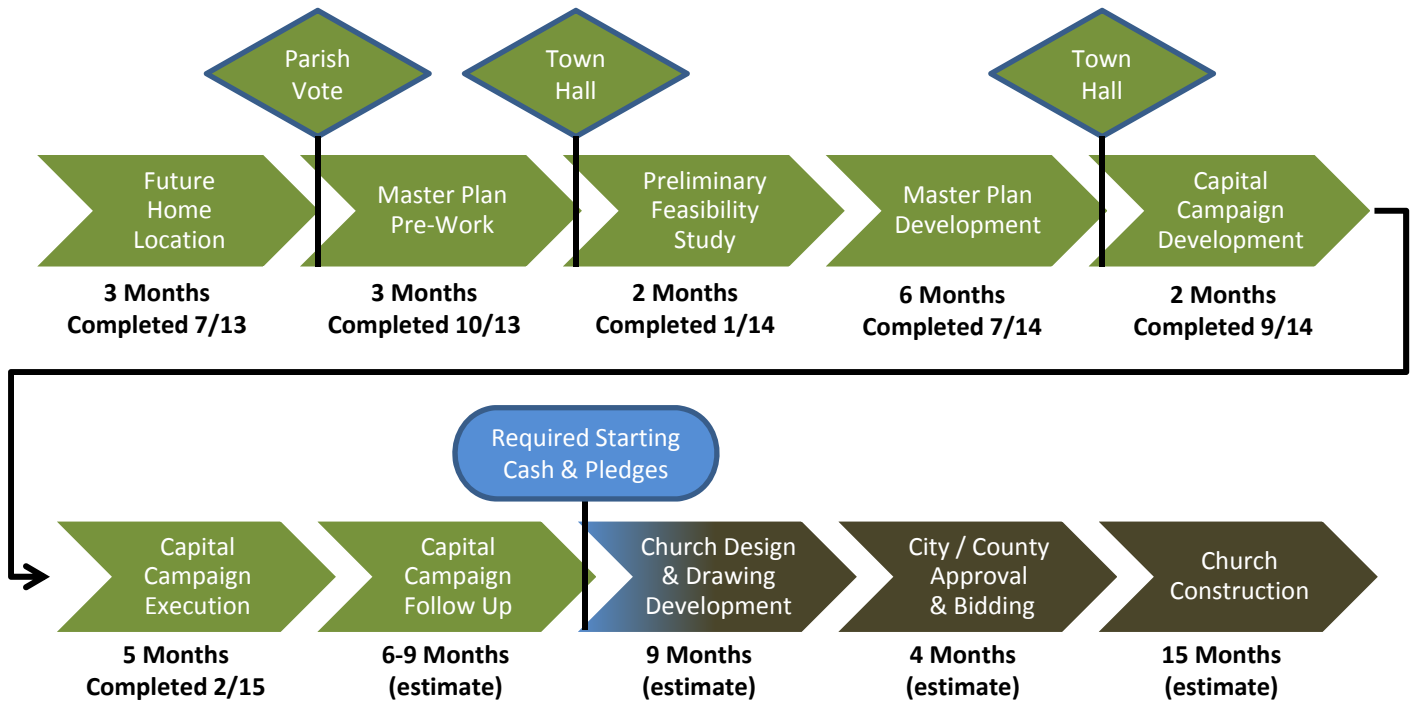 Parish
Vote
Town
Hall
Town
Hall
Future
Home
Location
Master Plan
Pre-Work
Preliminary
Feasibility
Study
Master Plan
Development
Capital
Campaign
Development
3 Months
Completed 7/13
3 Months
Completed 10/13
2 Months
Completed 1/14
6 Months
Completed 7/14
2 Months
Completed 9/14
Required Starting
Cash & Pledges
Capital
Campaign
Execution
Capital
Campaign
Follow Up
Church Design
& Drawing
Development
City / County
Approval
& Bidding
Church
Construction
5 Months
Completed 2/15
6-9 Months
(estimate)
9 Months
(estimate)
4 Months
(estimate)
15 Months
(estimate)